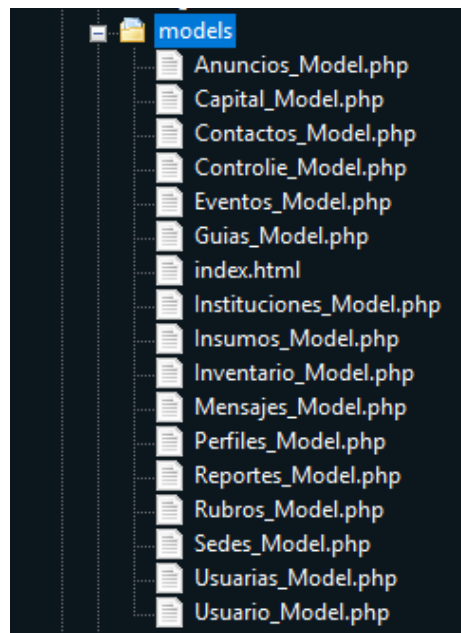 models
Anuncios_Model.php
Capital_Model.php
Contactos_Model.php
Controlie_Model.php
Eventos_Model.php
Guias_Model.php
index.html
Instituciones_Model.php
Insumos_Model.php
Inventario_Model.php
Mensajes_Model.php
Perfiles_Model.php
Reportes_Model.php
Rubros_Model.php
Sedes_Model.php
Usuarias_Model.php
Usuario_Model.php